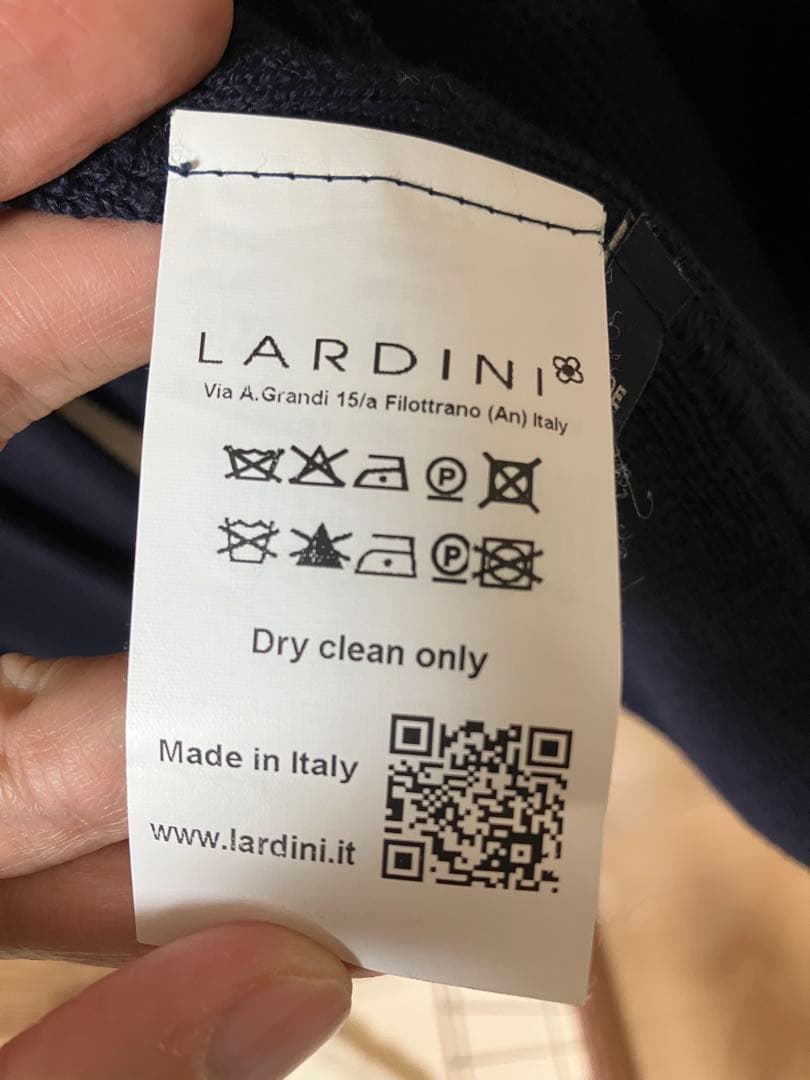 LARDINI
Via A.Grandi 15/a Filottrano (An) Italy
P
P
Dry clean only
Made in Italy
www.lardini.it